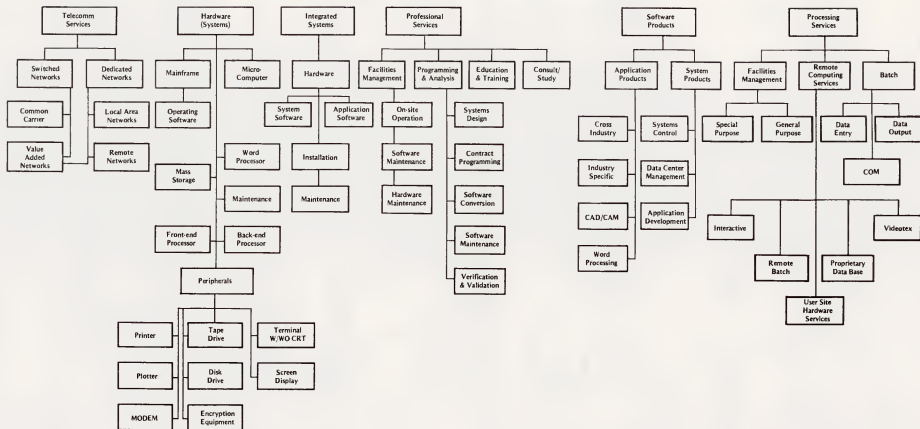 Telecomm
Services
Switched
Networks
Dedicated
Networks
Common
Carrier
Local Area
Networks
Value
Added
Networks
Remote
Networks
Hardware
(Systems)
Mainframe
Micro-
Computer
Operating
Software
Word
Processor
Mass
Storage
Maintenance
Front-end
Processor
Back-end
Processor
Peripherals
Printer
Tape
Drive
Terminal
W/WO CRT
Plotter
Disk
Drive
Screen
Display
MODEM
Encryption
Equipment
Integrated
Systems
Hardware
System
Software
Application
Software
Installation
Maintenance
Professional
Services
Facilities
Management
Programming
& Analysis
Education
& Training
Consult/
Study
On-site
Operation
Software
Maintenance
Hardware
Maintenance
Systems
Design
Contract
Programming
Software
Conversion
Software
Maintenance
Verification
& Validation
Software
Products
Application
Products
System
Products
Cross
Industry
Systems
Control
Industry
Specific
Data Center
Management
CAD/CAM
Application
Development
Word
Processing
Processing
Services
Facilities
Management
Remote
Computing
Services
Batch
Special
Purpose
General
Purpose
Data
Entry
Data
Output
COM
Interactive
Videotex
Remote
Batch
Proprietary
Data Base
User Site
Hardware
Services